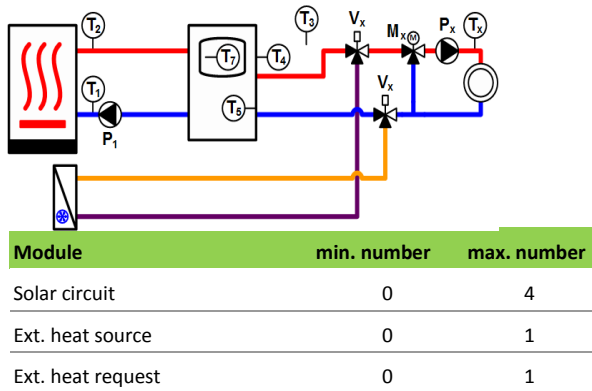 T2
T3
Vx
Mx
M
Px
Tx
T7
T4
Vx
T1
T5
P1
Module min. number max. number
Solar circuit 0 4
Ext. heat source 0 1
Ext. heat request 0 1